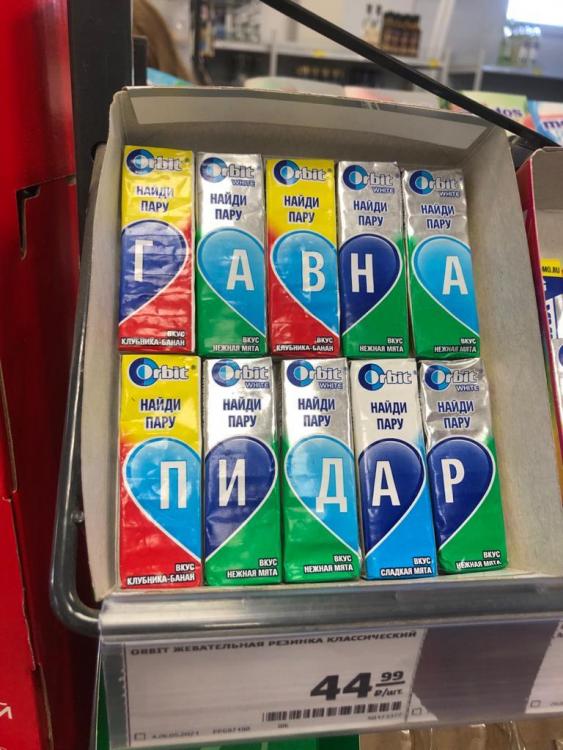 Orbit Orbit WHITE Orbit Orbit WHITE Orbit WHITE
НАЙДИ ПАРУ НАЙДИ ПАРУ НАЙДИ ПАРУ НАЙДИ ПАРУ НАЙДИ ПАРУ
Г А В Н А
ВКУС КЛУБНИКА-БАНАН ВКУС НЕЖНАЯ МЯТА ВКУС КЛУБНИКА-БАНАН ВКУС НЕЖНАЯ МЯТА ВКУС НЕЖНАЯ МЯТА
Orbit Orbit WHITE Orbit WHITE Orbit Orbit WHITE
НАЙДИ ПАРУ НАЙДИ ПАРУ НАЙДИ ПАРУ НАЙДИ ПАРУ НАЙДИ ПАРУ
П И Д А Р
ВКУС КЛУБНИКА-БАНАН ВКУС НЕЖНАЯ МЯТА ВКУС НЕЖНАЯ МЯТА ВКУС СЛАДКАЯ МЯТА ВКУС НЕЖНАЯ МЯТА
ORBIT ЖЕВАТЕЛЬНАЯ РЕЗИНКА КЛАССИЧЕСКИЙ
44 99 ₽/шт.